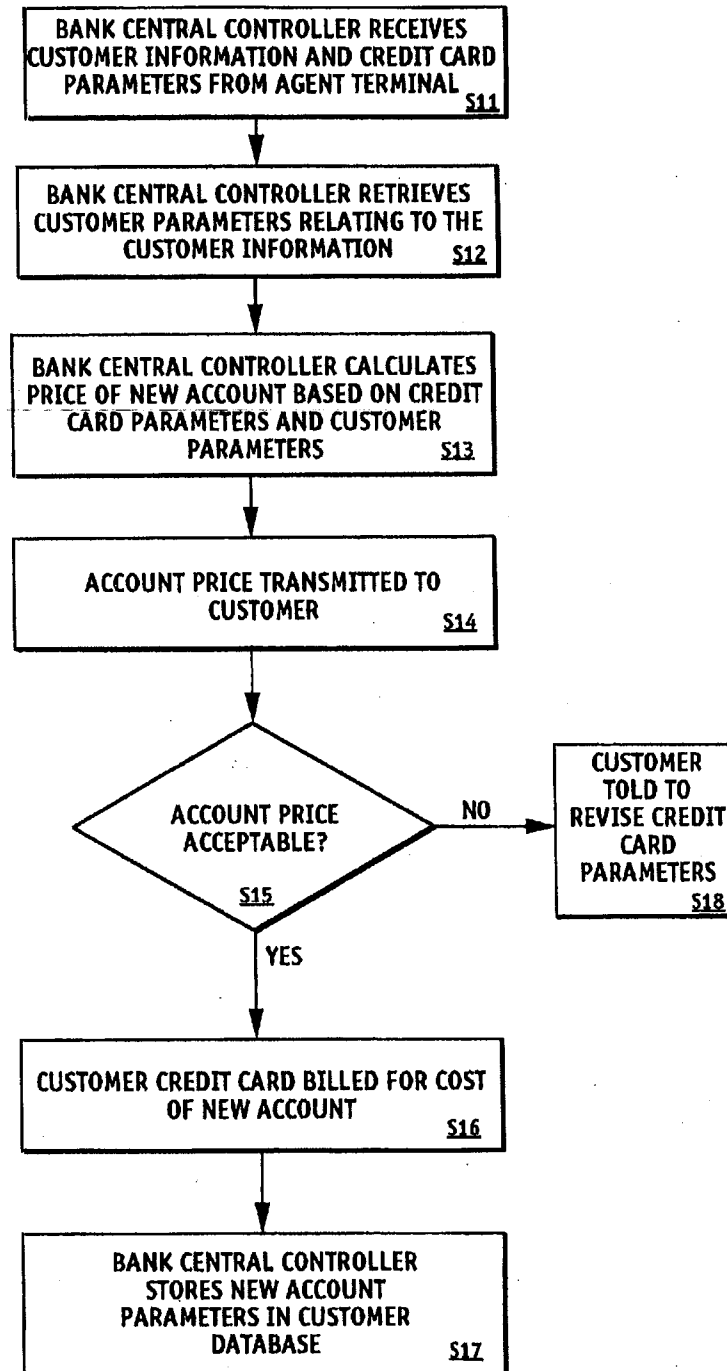 BANK CENTRAL CONTROLLER RECEIVES
CUSTOMER INFORMATION AND CREDIT CARD
PARAMETERS FROM AGENT TERMINAL
S11
BANK CENTRAL CONTROLLER RETRIEVES
CUSTOMER PARAMETERS RELATING TO THE
CUSTOMER INFORMATION
S12
BANK CENTRAL CONTROLLER CALCULATES
PRICE OF NEW ACCOUNT BASED ON CREDIT
CARD PARAMETERS AND CUSTOMER
PARAMETERS
S13
ACCOUNT PRICE TRANSMITTED TO
CUSTOMER
S14
ACCOUNT PRICE
ACCEPTABLE?
S15
NO
CUSTOMER
TOLD TO
REVISE CREDIT
CARD
PARAMETERS
S18
YES
CUSTOMER CREDIT CARD BILLED FOR COST
OF NEW ACCOUNT
S16
BANK CENTRAL CONTROLLER
STORES NEW ACCOUNT
PARAMETERS IN CUSTOMER
DATABASE
S17